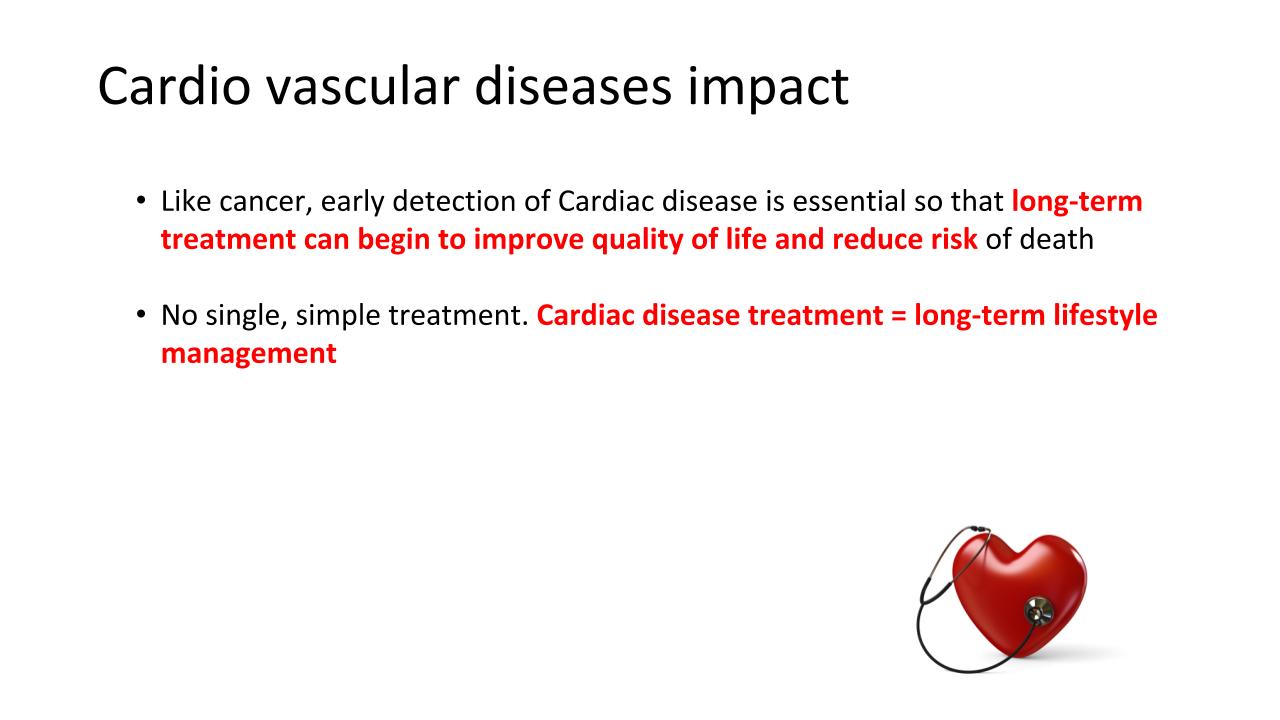 Cardio vascular diseases impact
• Like cancer, early detection of Cardiac disease is essential so that long-term
treatment can begin to improve quality of life and reduce risk of death
• No single, simple treatment. Cardiac disease treatment = long-term lifestyle
management